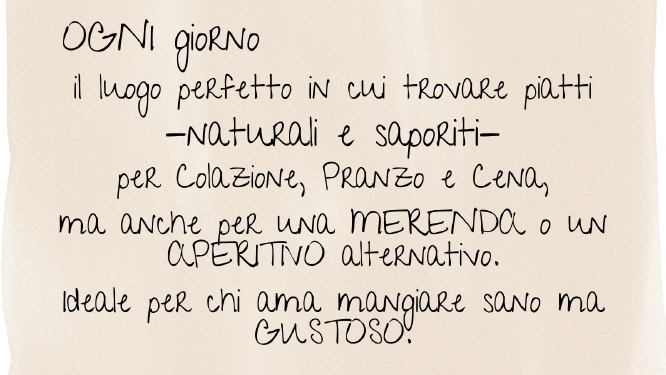 OGNI giorno
il luogo perfetto in cui trovare piatti
–naturali e saporiti–
per Colazione, Pranzo e Cena,
ma anche per una MERENDA o un
APERITIVO alternativo.
Ideale per chi ama mangiare sano ma
GUSTOSO.